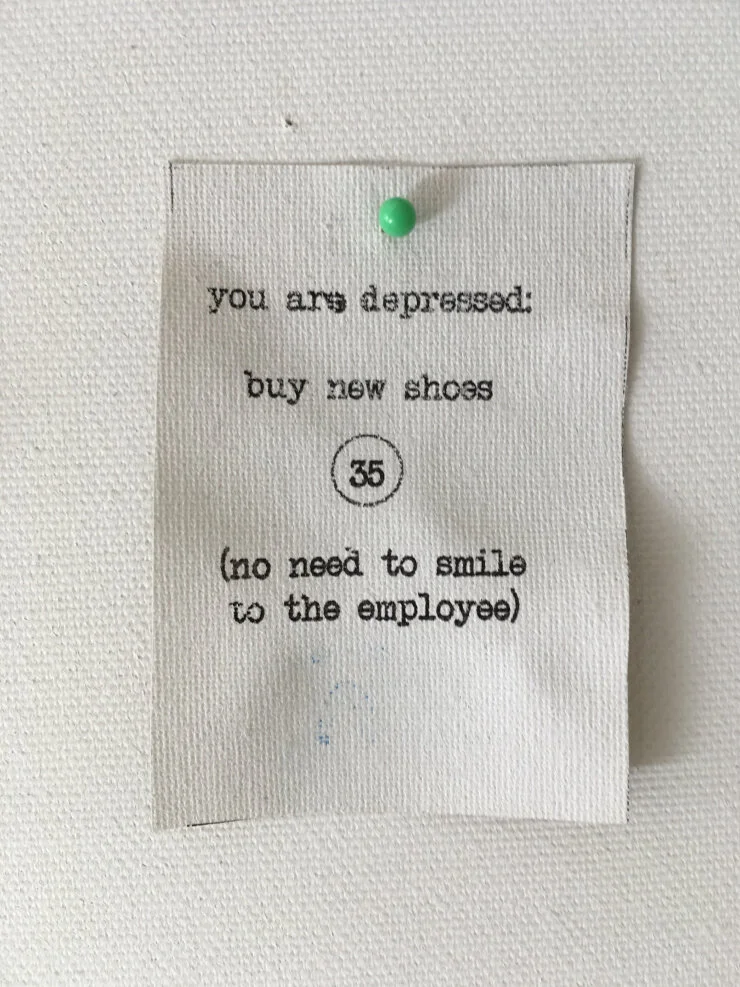 you are depressed:
buy new shoes
35
(no need to smile
to the employee)